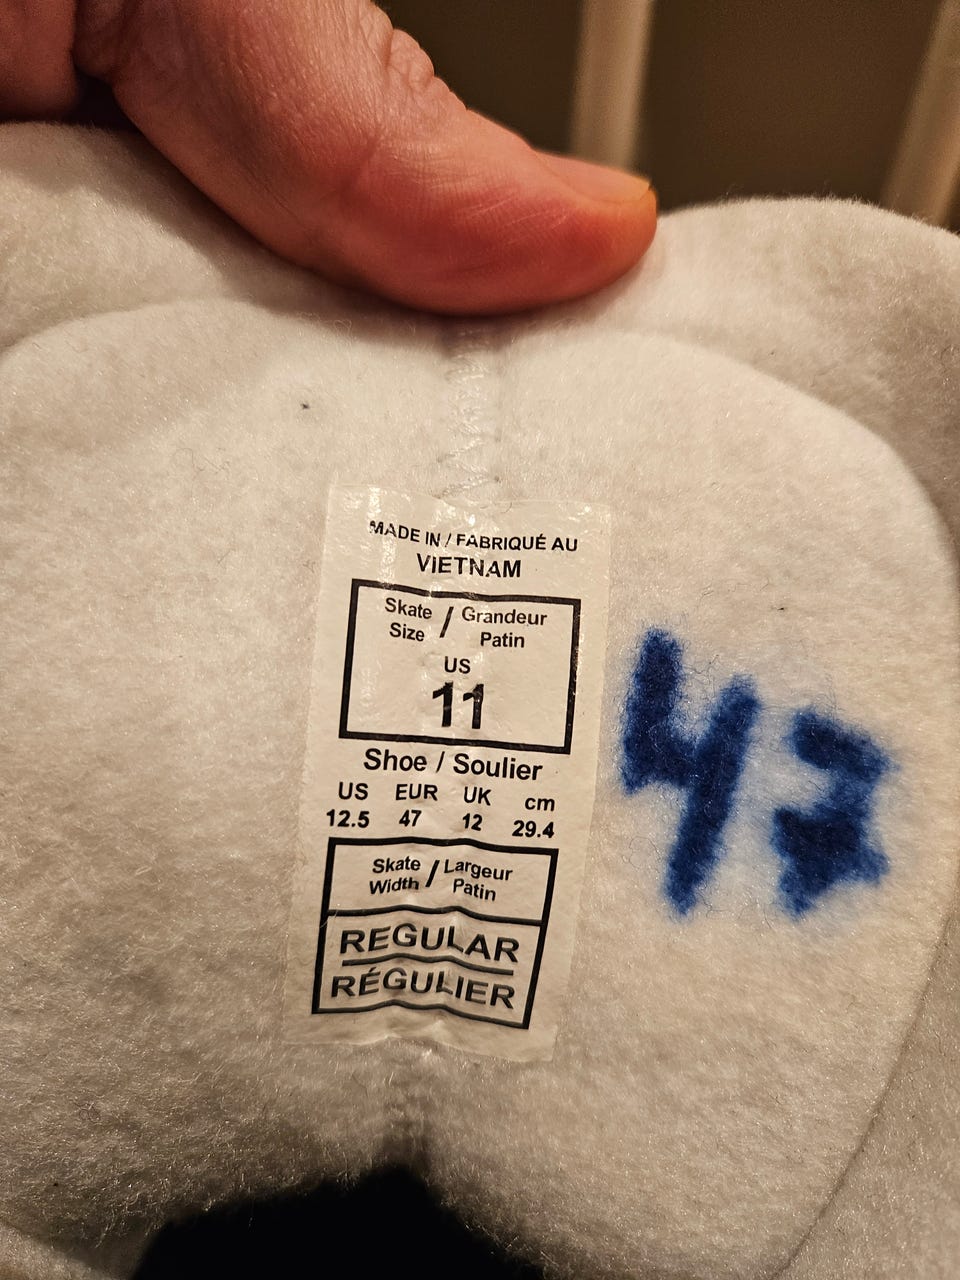 MADE IN / FABRIQUÉ AU
VIETNAM
Skate Size / Grandeur Patin
US
11
Shoe / Soulier
US EUR UK cm
12.5 47 12 29.4
Skate Width / Largeur Patin
REGULAR
RÉGULIER
43